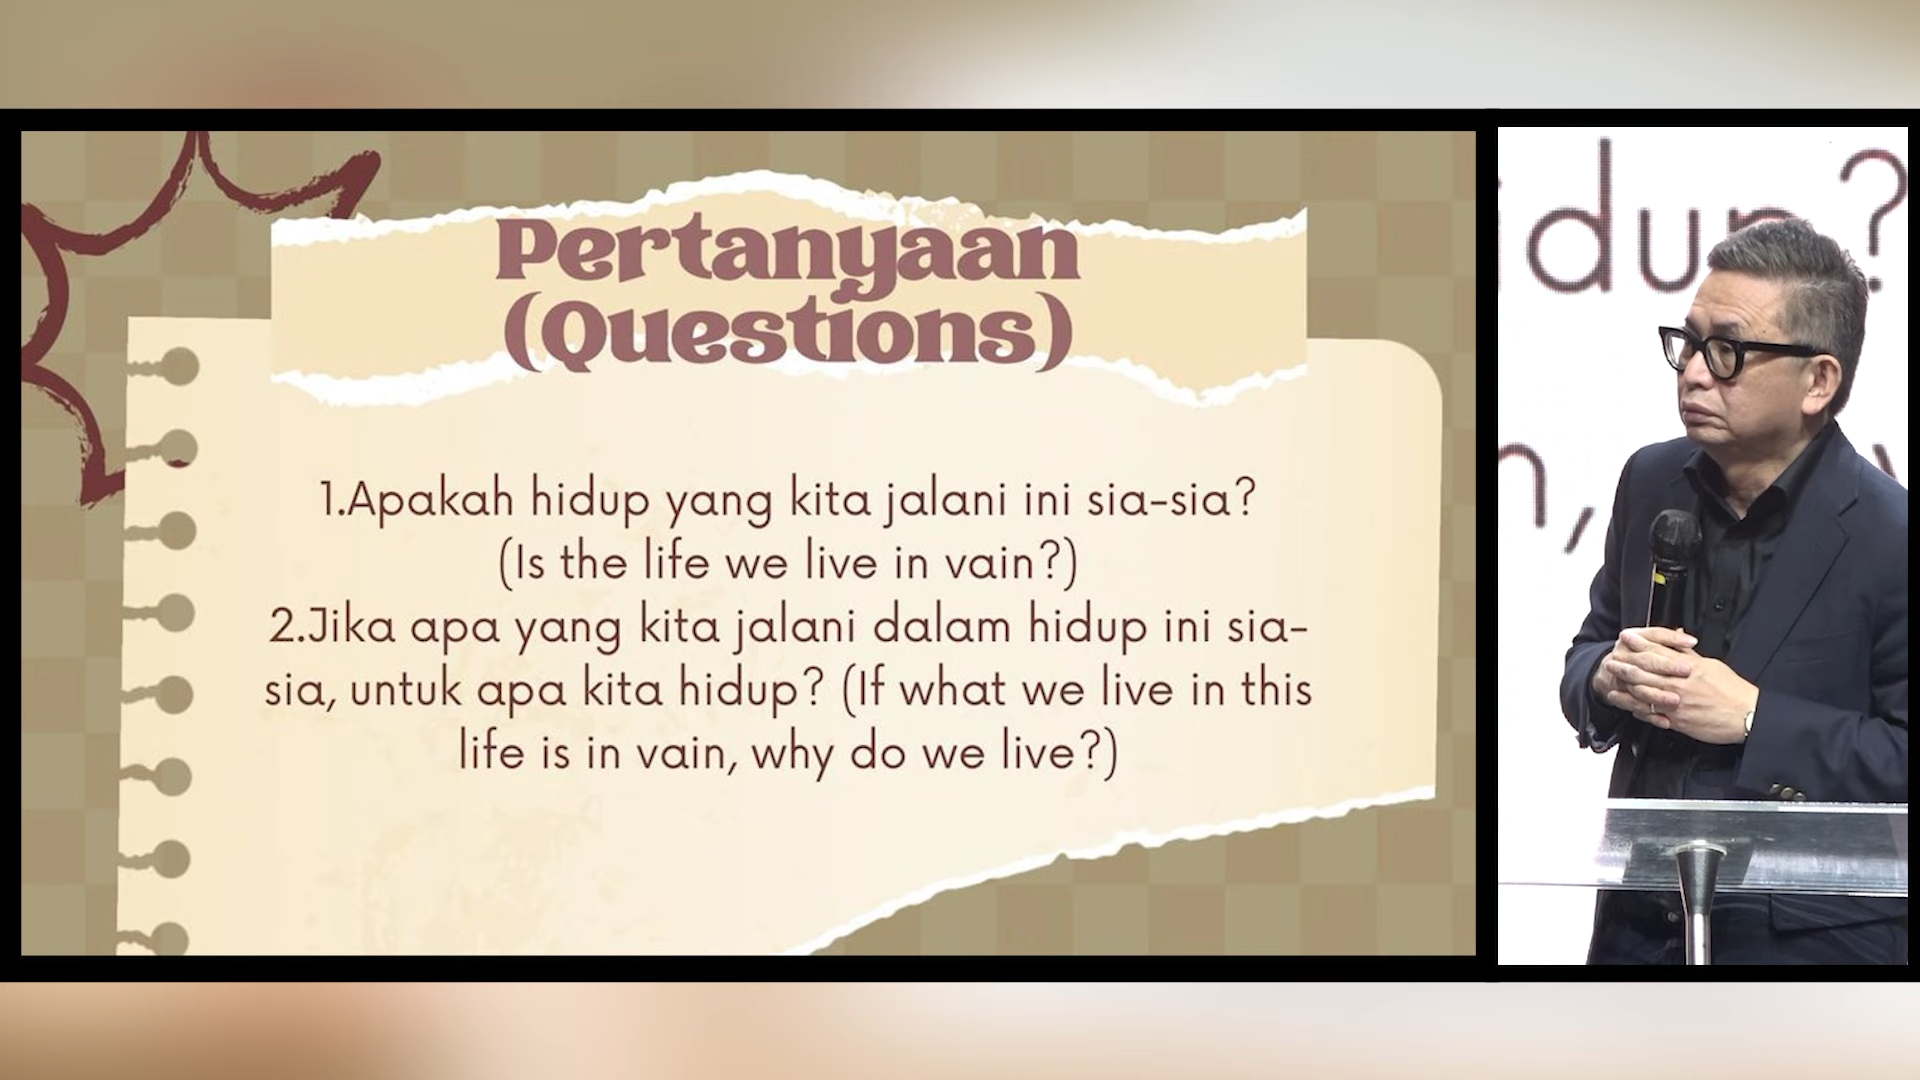 Pertanyaan
(Questions)
1.Apakah hidup yang kita jalani ini sia-sia?
(Is the life we live in vain?)
2.Jika apa yang kita jalani dalam hidup ini sia-
sia, untuk apa kita hidup? (If what we live in this
life is in vain, why do we live?)
idup?
n,